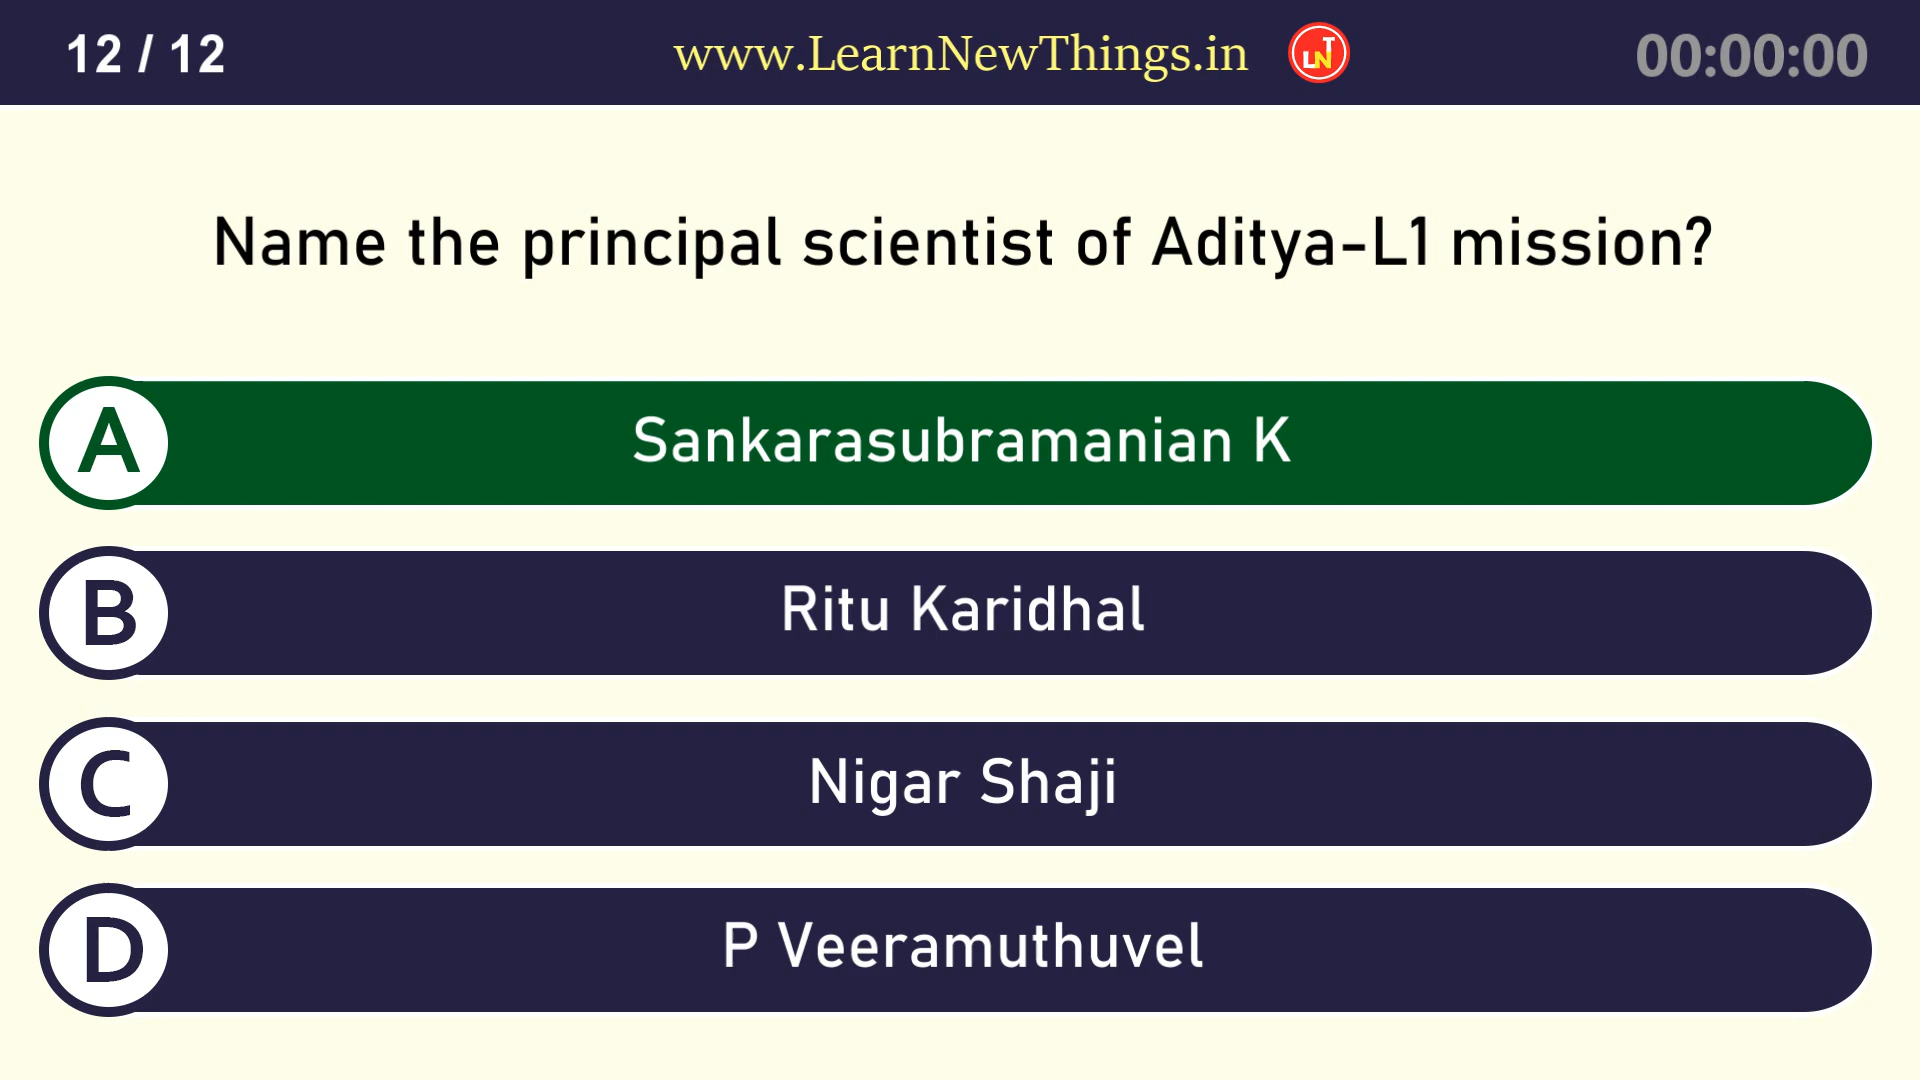 12 / 12
www.LearnNewThings.in
LNT
00:00:00
Name the principal scientist of Aditya-L1 mission?
A
Sankarasubramanian K
B
Ritu Karidhal
C
Nigar Shaji
D
P Veeramuthuvel